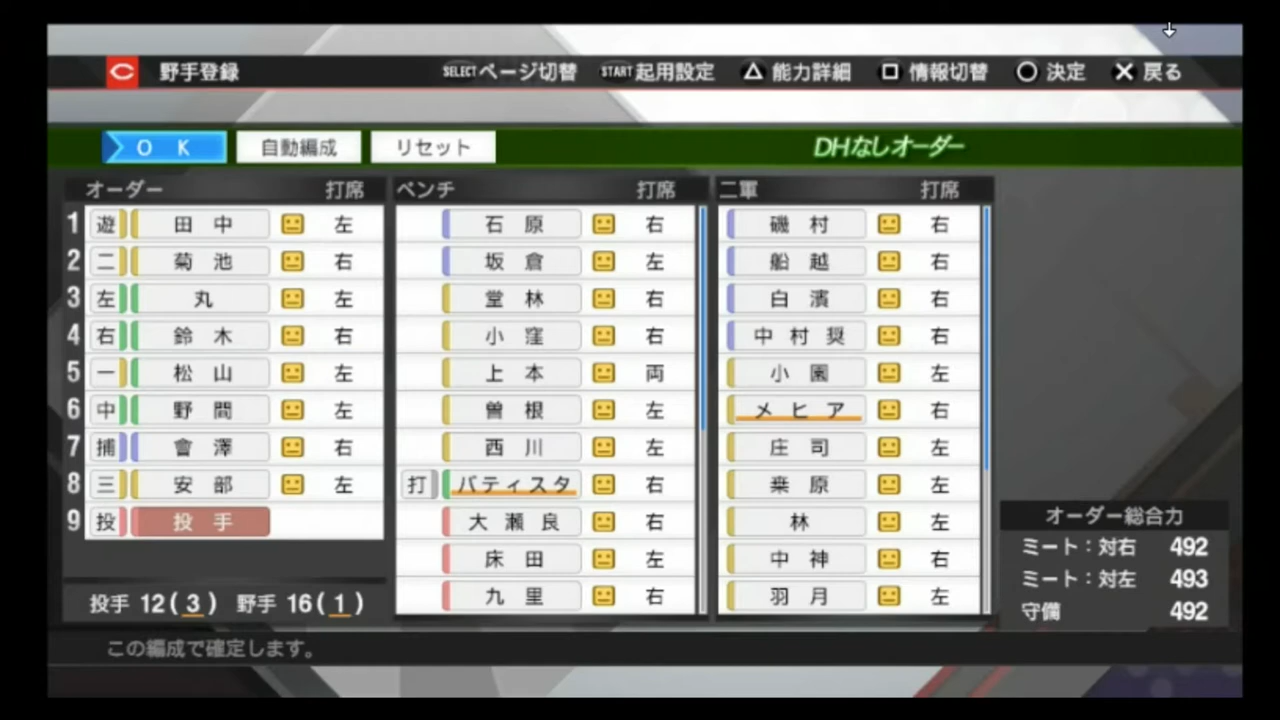 C 野手登録 SELECTページ切替 START起用設定 △能力詳細 □情報切替 ○決定 ×戻る
OK 自動編成 リセット DHなしオーダー
オーダー 打席 ベンチ 打席 二軍 打席
1 遊 田中 左 石原 右 磯村 右
2 二 菊池 右 坂倉 左 船越 右
3 左 丸 左 堂林 右 白濱 右
4 右 鈴木 右 小窪 右 中村奨 右
5 一 松山 左 上本 両 小園 左
6 中 野間 左 曽根 左 メヒア 右
7 捕 會澤 右 西川 左 庄司 右
8 三 安部 左 打 バティスタ 右 桒原 左
9 投 投手 大瀬良 右 林 左
床田 左 中神 右
九里 右 羽月 左
投手 12(3) 野手 16(1)
オーダー総合力
ミート:対右 492
ミート:対左 493
守備 492
この編成で確定します。